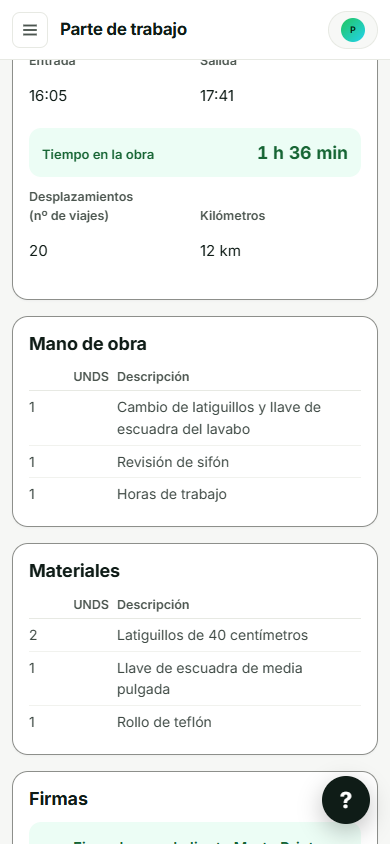 Parte de trabajo
P
Entrada Salida
16:05 17:41
Tiempo en la obra 1 h 36 min
Desplazamientos
(nº de viajes) Kilómetros
20 12 km
Mano de obra
UNDS Descripción
1 Cambio de latiguillos y llave de
escuadra del lavabo
1 Revisión de sifón
1 Horas de trabajo
Materiales
UNDS Descripción
2 Latiguillos de 40 centímetros
1 Llave de escuadra de media
pulgada
1 Rollo de teflón
Firmas
?